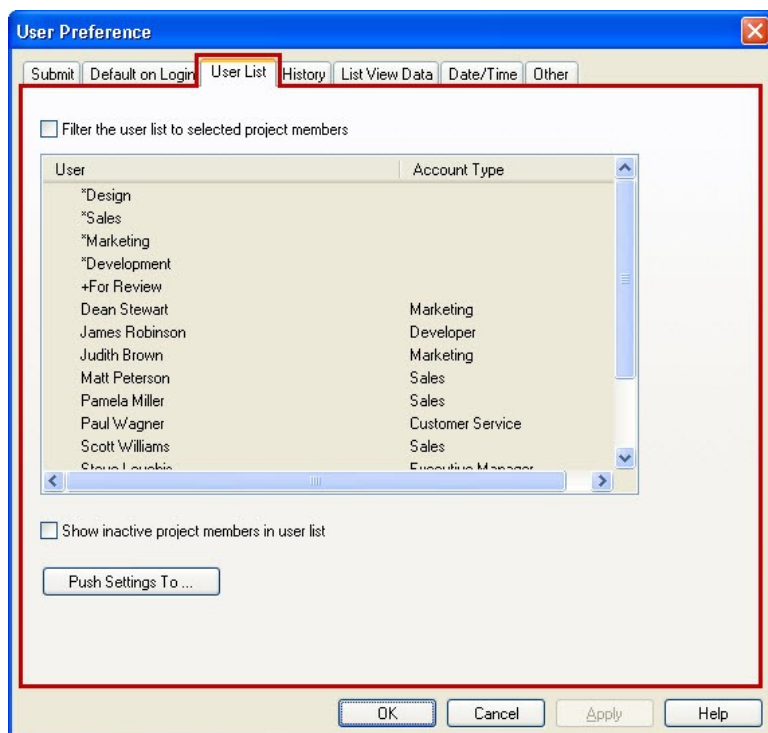 User Preference
Submit Default on Login User List History List View Data Date/Time Other
Filter the user list to selected project members
User Account Type
*Design
*Sales
*Marketing
*Development
+For Review
Dean Stewart Marketing
James Robinson Developer
Judith Brown Marketing
Matt Peterson Sales
Pamela Miller Sales
Paul Wagner Customer Service
Scott Williams Sales
Executive Manager
Show inactive project members in user list
Push Settings To ...
OK Cancel Apply Help